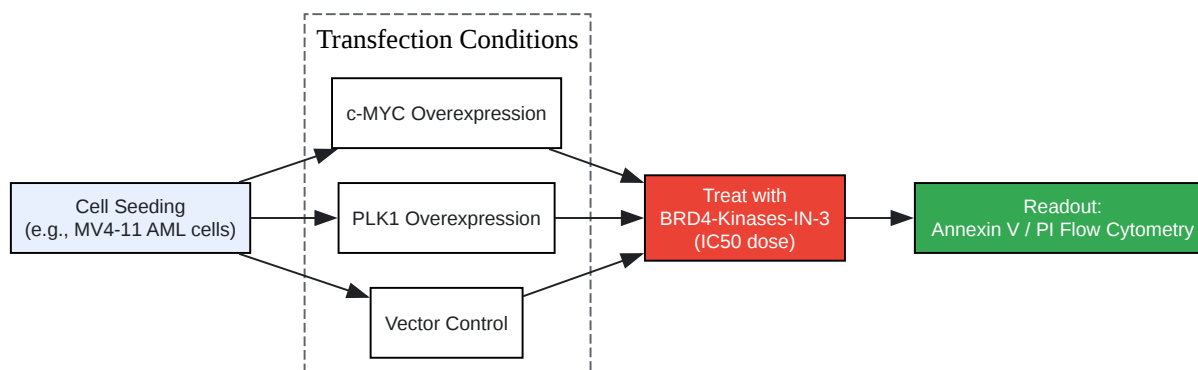 Transfection Conditions
c-MYC Overexpression
Cell Seeding
(e.g., MV4-11 AML cells)
PLK1 Overexpression
Vector Control
Treat with
BRD4-Kinases-IN-3
(IC50 dose)
Readout:
Annexin V / PI Flow Cytometry